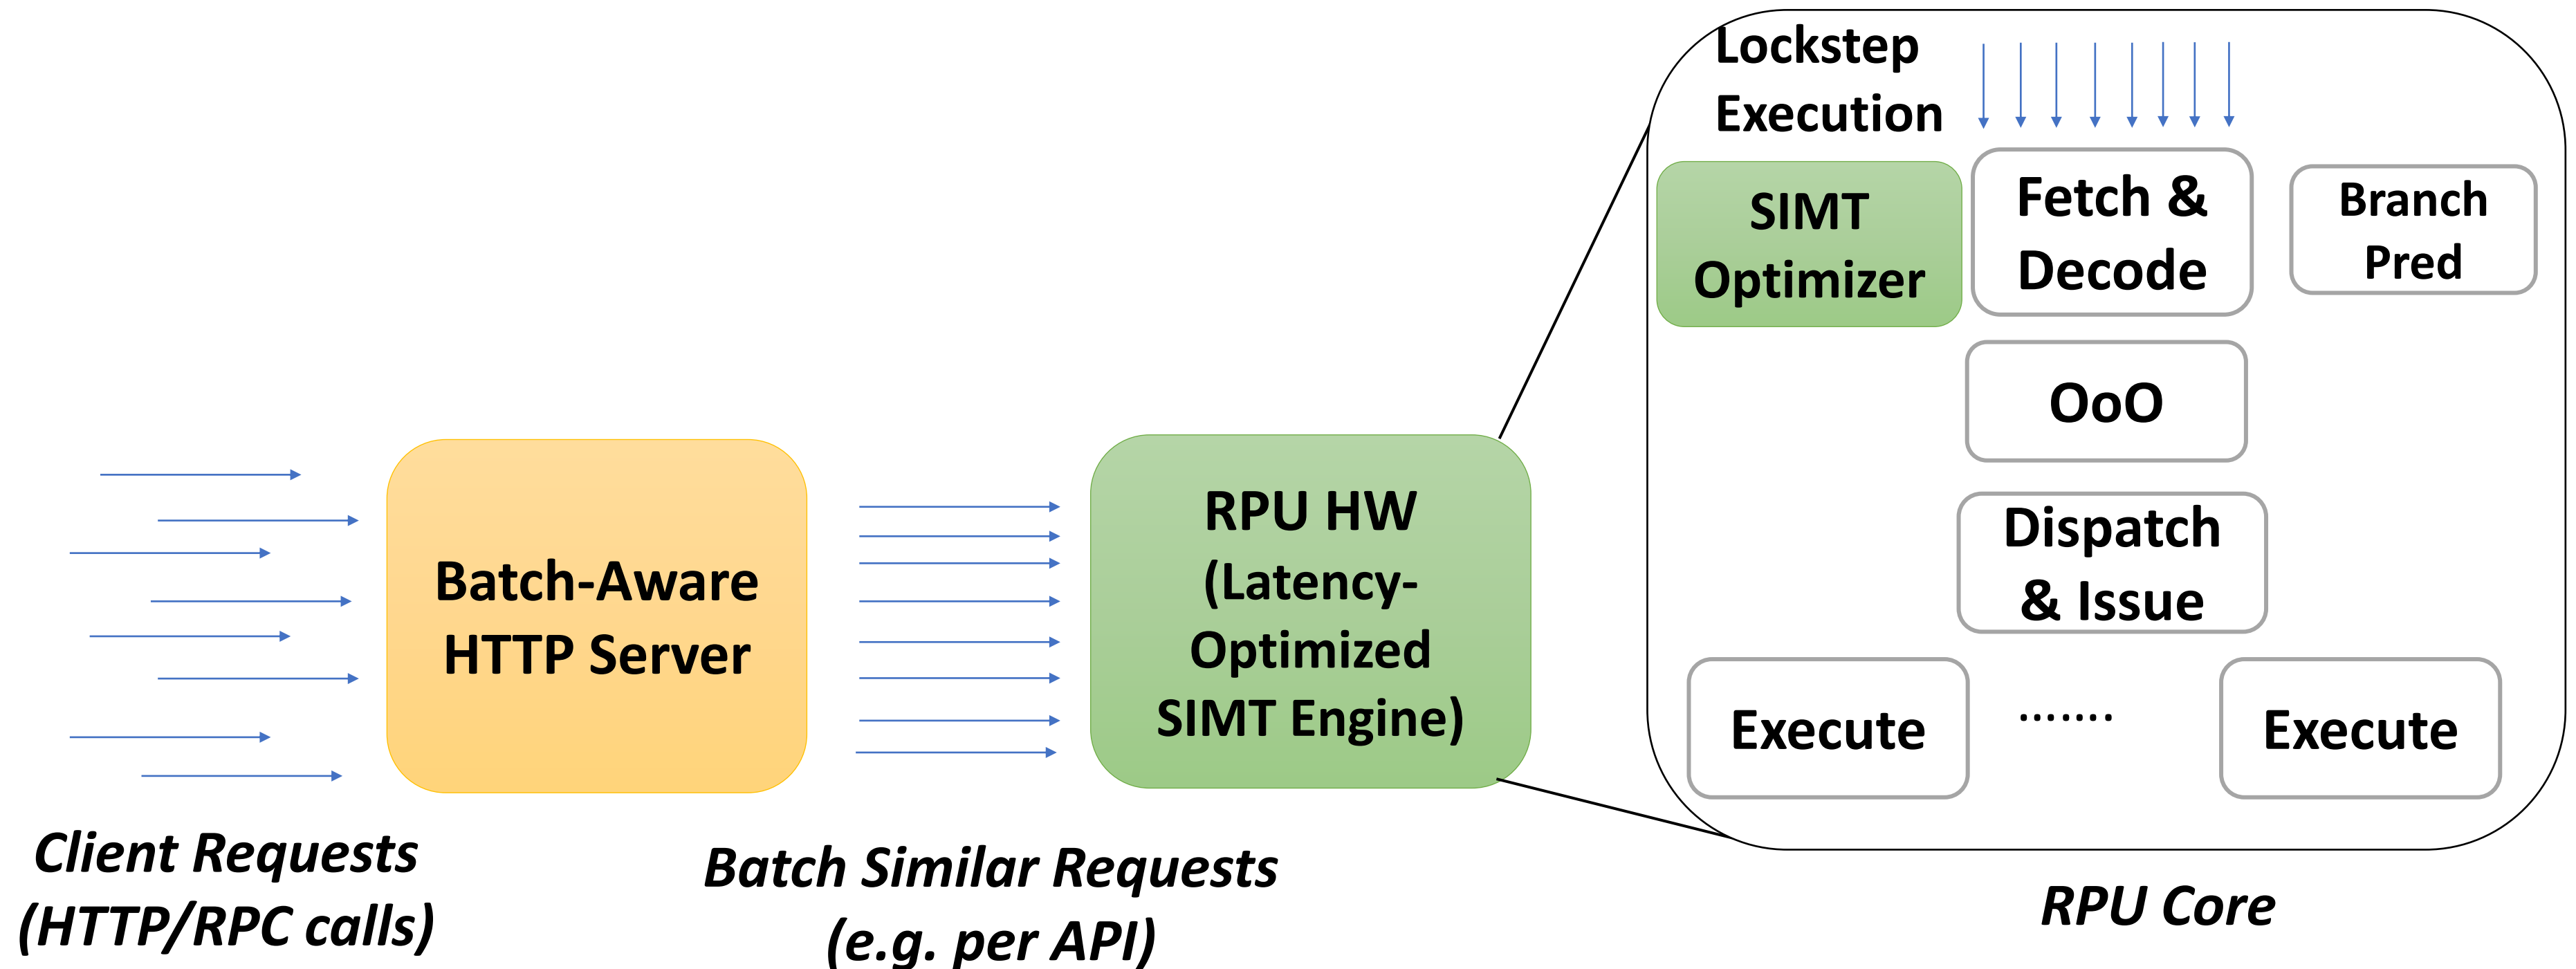 Client Requests
(HTTP/RPC calls)
Batch-Aware
HTTP Server
Batch Similar Requests
(e.g. per API)
RPU HW
(Latency-
Optimized
SIMT Engine)
Lockstep
Execution
SIMT
Optimizer
Fetch &
Decode
Branch
Pred
OoO
Dispatch
& Issue
Execute
.......
Execute
RPU Core